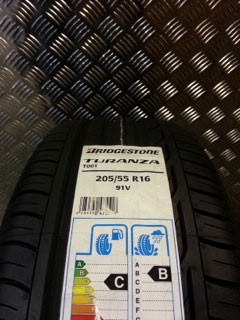 BRIDGESTONE
TURANZA
T001
205/55 R16
91V
C
B